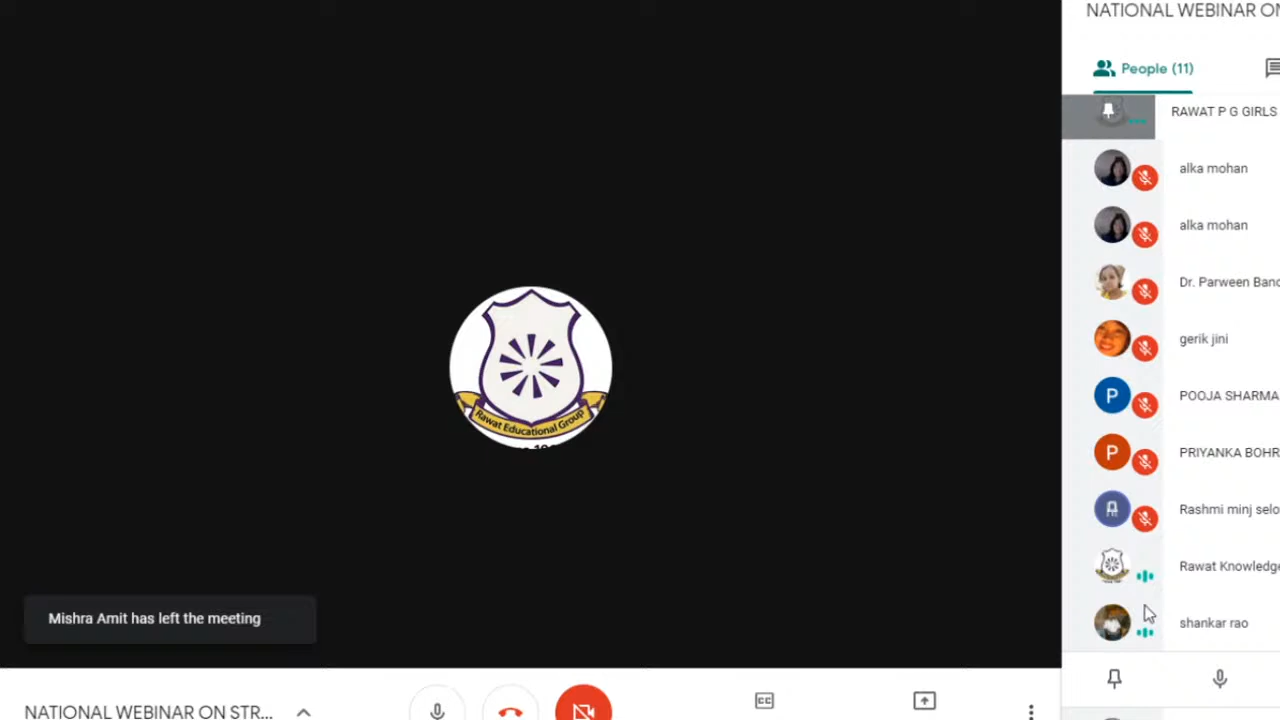 NATIONAL WEBINAR ON
People (11)
RAWAT P G GIRLS
alka mohan
alka mohan
Dr. Parween Band
gerik jini
P POOJA SHARMA
P PRIYANKA BOHR
Rashmi minj selo
Rawat Knowledge
shankar rao
Rawat Educational Group
Mishra Amit has left the meeting
NATIONAL WEBINAR ON STR...
CC